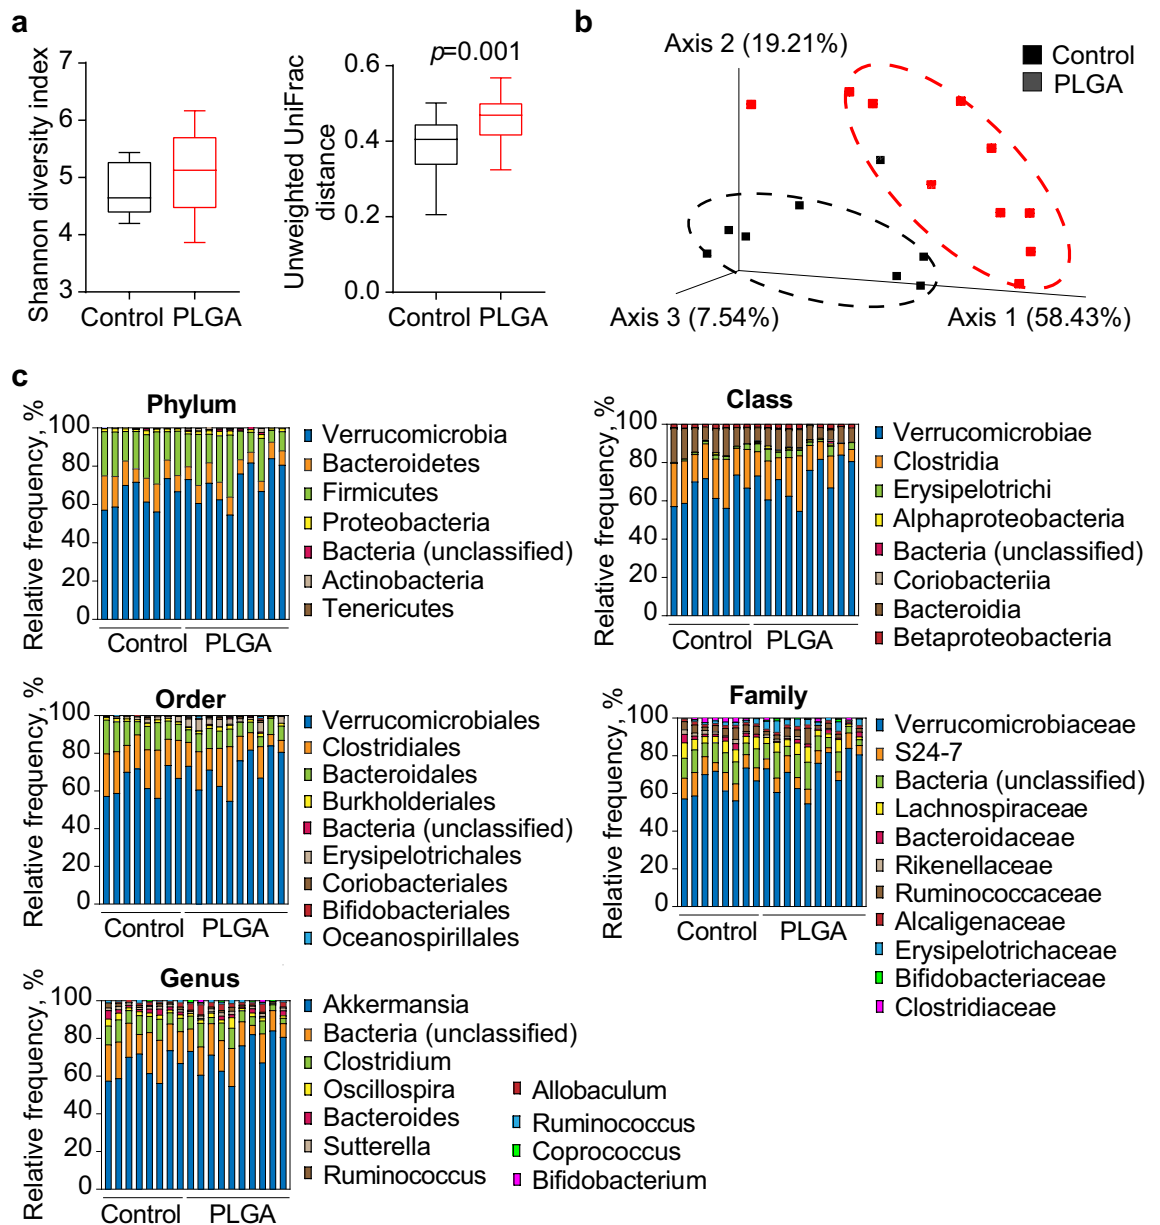 a
Shannon diversity index
7
6
5
4
3
Control PLGA
Unweighted UniFrac
distance
p=0.001
0.6
0.4
0.2
0.0
Control PLGA
b
Axis 2 (19.21%)
Control
PLGA
Axis 3 (7.54%)
Axis 1 (58.43%)
c
Phylum
Relative frequency, %
100
80
60
40
20
0
Control PLGA
Verrucomicrobia
Bacteroidetes
Firmicutes
Proteobacteria
Bacteria (unclassified)
Actinobacteria
Tenericutes
Class
Relative frequency, %
100
80
60
40
20
0
Control PLGA
Verrucomicrobiae
Clostridia
Erysipelotrichi
Alphaproteobacteria
Bacteria (unclassified)
Coriobacteriia
Bacteroidia
Betaproteobacteria
Order
Relative frequency, %
100
80
60
40
20
0
Control PLGA
Verrucomicrobiales
Clostridiales
Bacteroidales
Burkholderiales
Bacteria (unclassified)
Erysipelotrichales
Coriobacteriales
Bifidobacteriales
Oceanospirillales
Family
Relative frequency, %
100
80
60
40
20
0
Control PLGA
Verrucomicrobiaceae
S24-7
Bacteria (unclassified)
Lachnospiraceae
Bacteroidaceae
Rikenellaceae
Ruminococcaceae
Alcaligenaceae
Erysipelotrichaceae
Bifidobacteriaceae
Clostridiaceae
Genus
Relative frequency, %
100
80
60
40
20
0
Control PLGA
Akkermansia
Bacteria (unclassified)
Clostridium
Oscillospira
Bacteroides
Sutterella
Ruminococcus
Allobaculum
Ruminococcus
Coprococcus
Bifidobacterium